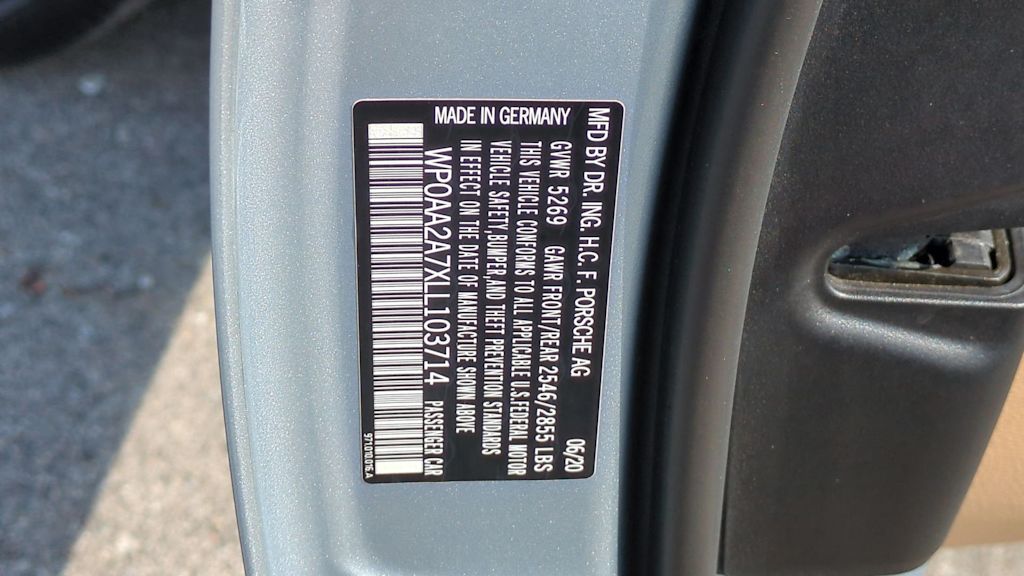 MFD BY DR. ING. H.C. F. PORSCHE AG
06/20
GVWR 5269 GAWR FRONT/REAR 2546/2855 LBS
THIS VEHICLE CONFORMS TO ALL APPLICABLE U.S.FEDERAL MOTOR
VEHICLE SAFETY,BUMPER,AND THEFT PREVENTION STANDARDS
IN EFFECT ON THE DATE OF MANUFACTURE SHOWN ABOVE
MADE IN GERMANY
WP0AA2A7XLL103714 PASSENGER CAR